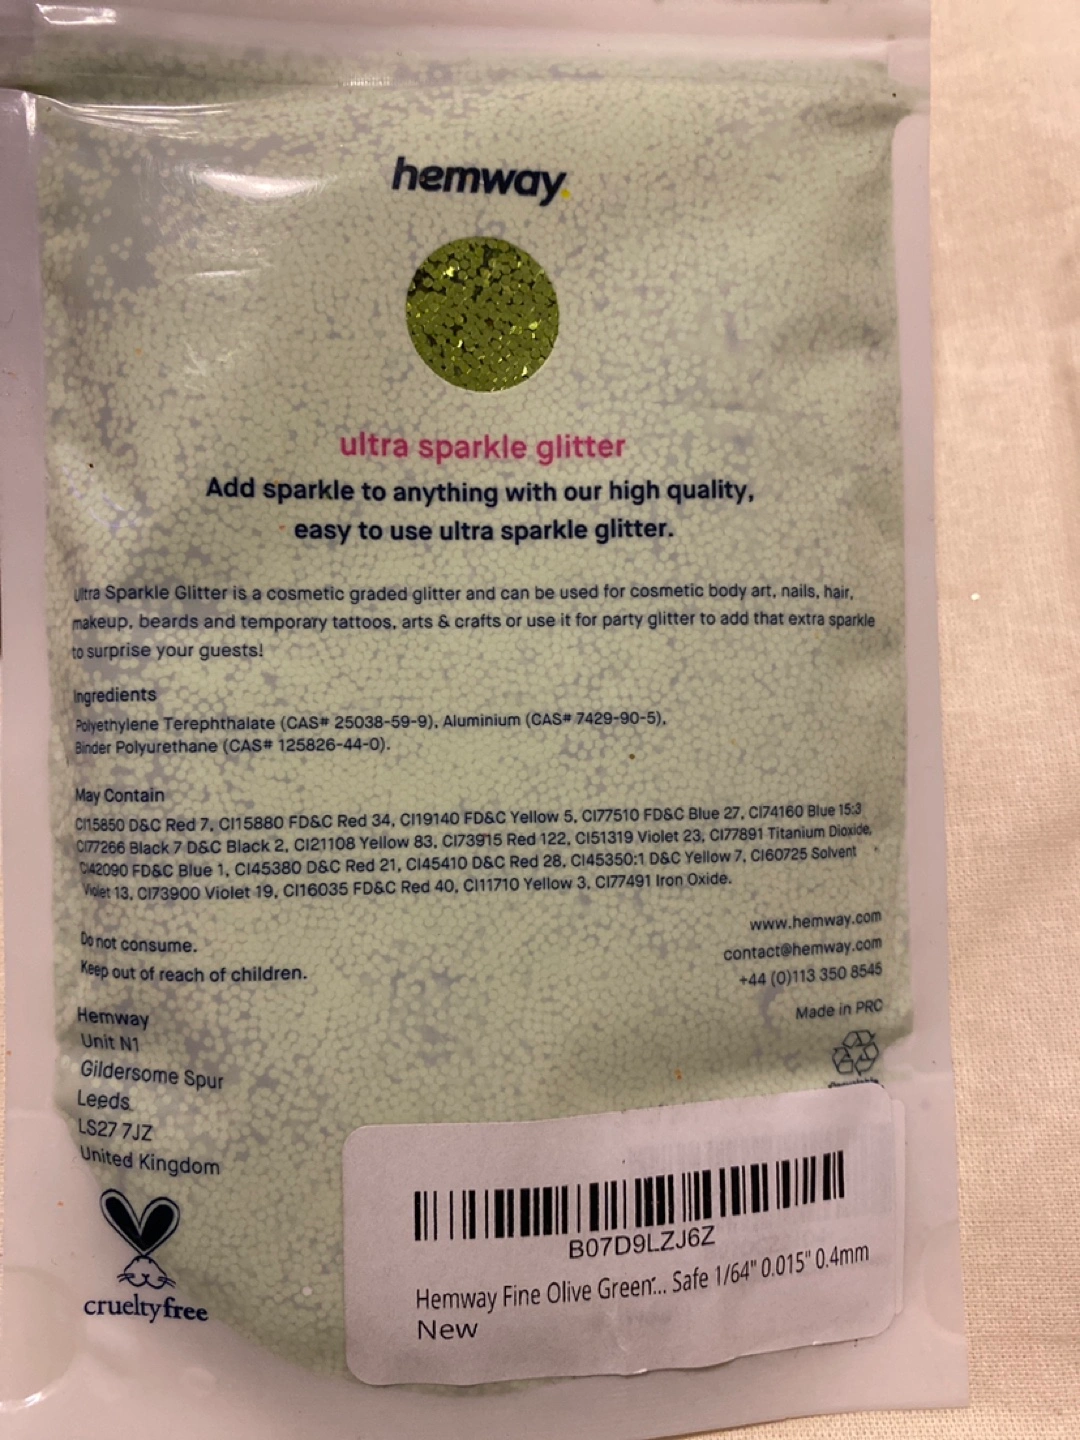 hemway.
ultra sparkle glitter
Add sparkle to anything with our high quality,
easy to use ultra sparkle glitter.
Ultra Sparkle Glitter is a cosmetic graded glitter and can be used for cosmetic body art, nails, hair,
makeup, beards and temporary tattoos, arts & crafts or use it for party glitter to add that extra sparkle
to surprise your guests!
Ingredients
Polyethylene Terephthalate (CAS# 25038-59-9), Aluminium (CAS# 7429-90-5),
Binder Polyurethane (CAS# 125826-44-0).
May Contain
CI15850 D&C Red 7, CI15880 FD&C Red 34, CI19140 FD&C Yellow 5, CI77510 FD&C Blue 27, CI74160 Blue 15:3
CI77266 Black 7 D&C Black 2, CI21108 Yellow 83, CI73915 Red 122, CI51319 Violet 23, CI77891 Titanium Dioxide,
CI42090 FD&C Blue 1, CI45380 D&C Red 21, CI45410 D&C Red 28, CI45350:1 D&C Yellow 7, CI60725 Solvent
Violet 13, CI73900 Violet 19, CI16035 FD&C Red 40, CI11710 Yellow 3, CI77491 Iron Oxide.
Do not consume.
Keep out of reach of children.
www.hemway.com
contact@hemway.com
+44 (0)113 350 8545
Made in PRC
Hemway
Unit N1
Gildersome Spur
Leeds
LS27 7JZ
United Kingdom
crueltyfree
B07D9LZJ6Z
Hemway Fine Olive Green... Safe 1/64" 0.015" 0.4mm
New